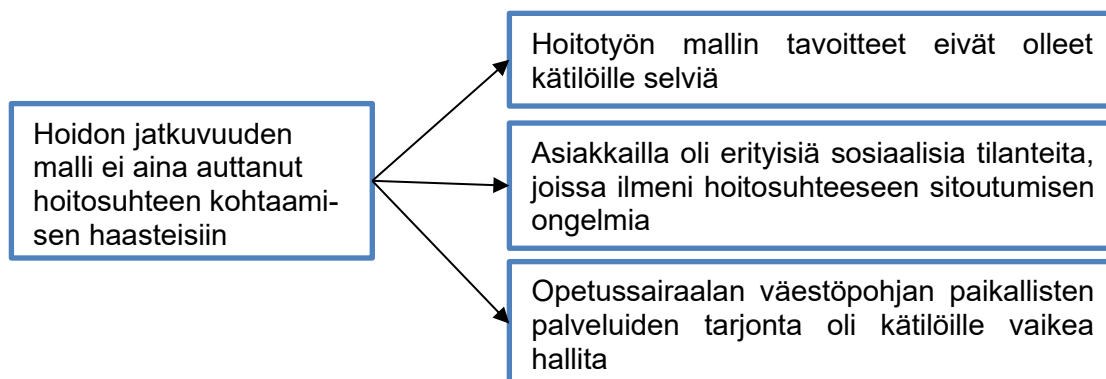 Hoidon jatkuvuuden
malli ei aina auttanut
hoitosuhteen kohtaami-
sen haasteisiin
Hoitotyön mallin tavoitteet eivät olleet
kätilöille selviä
Asiakkailla oli erityisiä sosiaalisia tilanteita,
joissa ilmeni hoitosuhteeseen sitoutumisen
ongelmia
Opetussairaalan väestöpohjan paikallisten
palveluiden tarjonta oli kätilöille vaikea
hallita